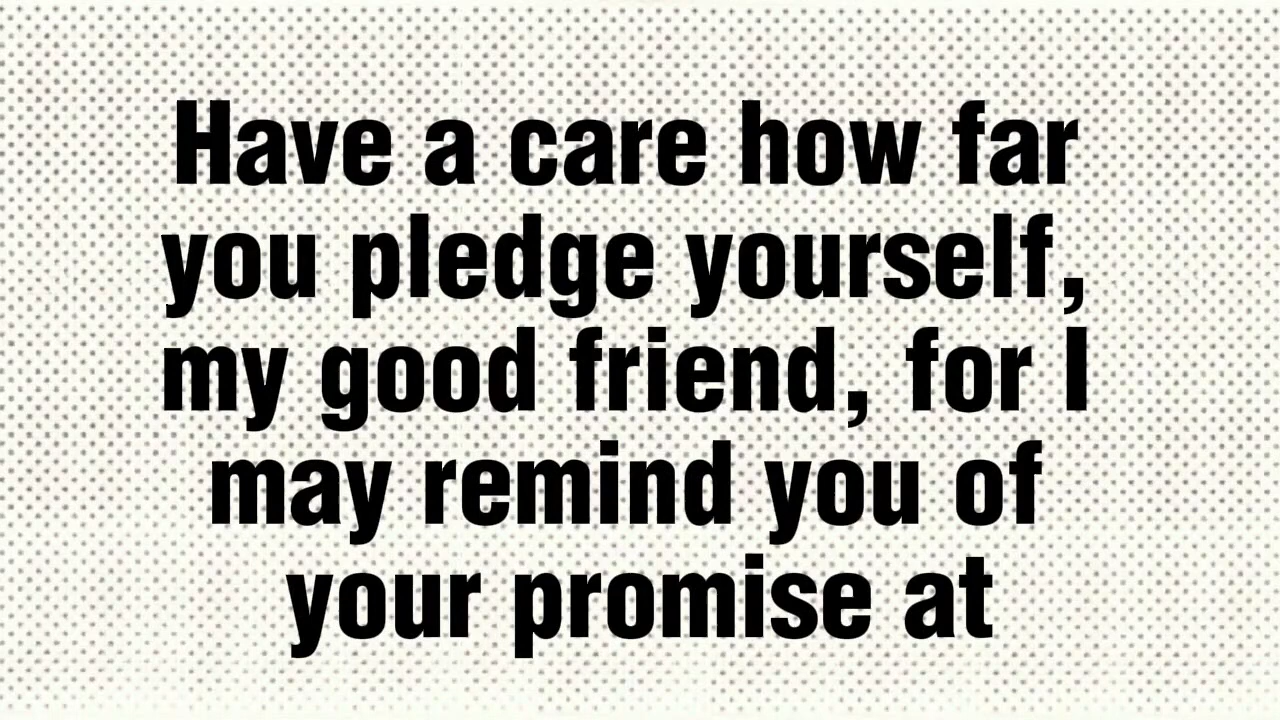 Have a care how far
you pledge yourself,
my good friend, for I
may remind you of
your promise at